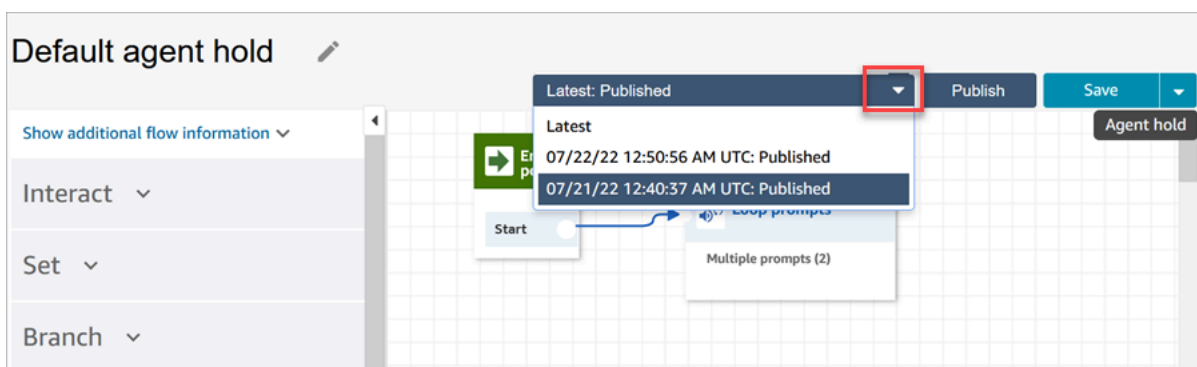 Default agent hold
Latest: Published
Publish
Save
Show additional flow information
Latest
Agent hold
07/22/22 12:50:56 AM UTC: Published
07/21/22 12:40:37 AM UTC: Published
Interact
Loop prompts
Start
Multiple prompts (2)
Set
Branch